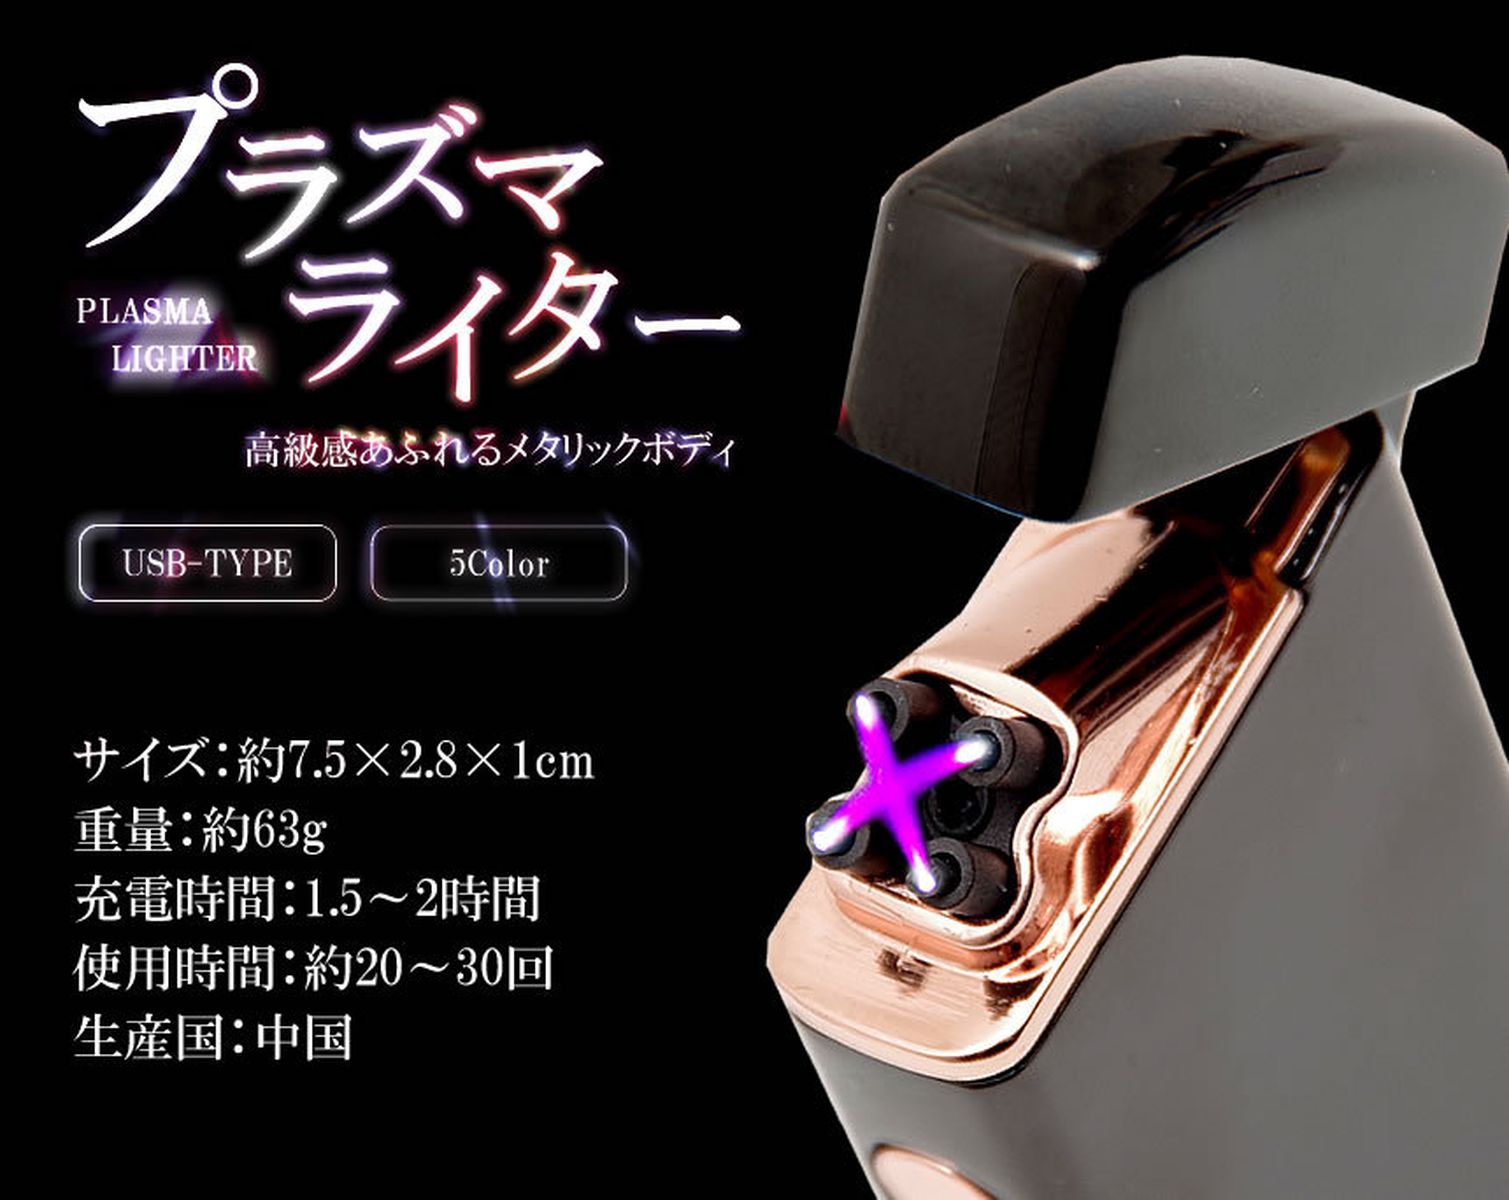 プラズマ
ライター
PLASMA
LIGHTER
高級感あふれるメタリックボディ
USB-TYPE
5Color
サイズ：約7.5×2.8×1cm
重量：約63g
充電時間：1.5～2時間
使用時間：約20～30回
生産国：中国